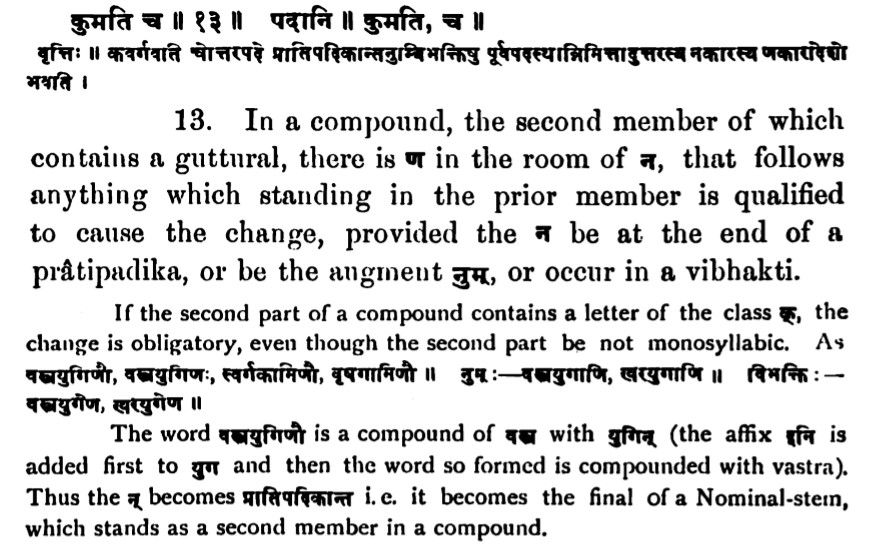 कुमति च ॥ १३ ॥ पदानि ॥ कुमति, च ॥
वृत्तिः ॥ कवर्गवति चोत्तरपदे प्रातिपदिकान्तनुम्विभक्तिषु पूर्वपदस्थान्निमित्तादुत्तरस्य नकारस्य णकारादेशो
भवति ।
13. In a compound, the second member of which
contains a guttural, there is ण in the room of न, that follows
anything which standing in the prior member is qualified
to cause the change, provided the न be at the end of a
prâtipadika, or be the augment नुम्, or occur in a vibhakti.
If the second part of a compound contains a letter of the class कु, the
change is obligatory, even though the second part be not monosyllabic. As
वस्त्रयुगिणौ, वस्त्रयुगिणः, स्वर्गकामिणौ, वृषगामिणौ ॥ नुम् :—वस्त्रयुगाणि, खरयुगाणि ॥ विभक्ति :—
वस्त्रयुगेण, खरयुगेण ॥
The word वस्त्रयुगिणौ is a compound of वस्त्र with युगिन् (the affix इनि is
added first to युग and then the word so formed is compounded with vastra).
Thus the न् becomes प्रातिपदिकान्त i. e. it becomes the final of a Nominal-stem,
which stands as a second member in a compound.